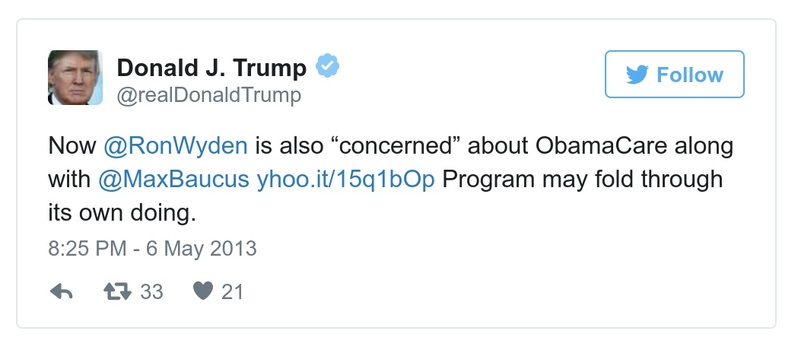 Donald J. Trump
@realDonaldTrump
Follow
Now @RonWyden is also “concerned” about ObamaCare along
with @MaxBaucus yhoo.it/15q1bOp Program may fold through
its own doing.
8:25 PM - 6 May 2013
33 21